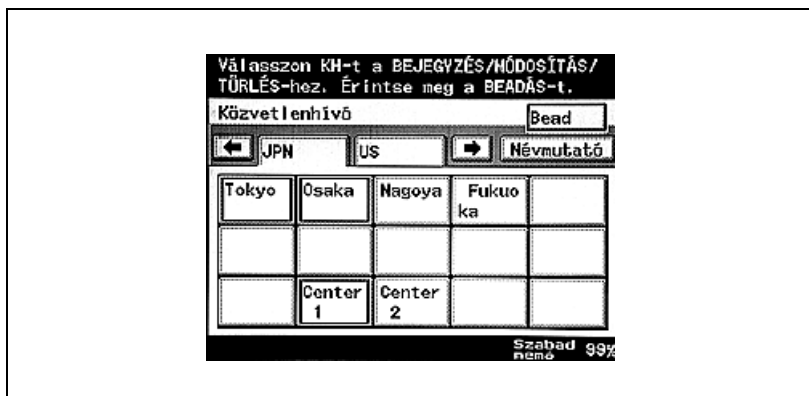 Válasszon KH-t a BEJEGYZÉS/MÓDOSÍTÁS/
TÖRLÉS-hez. Érintse meg a BEADÁS-t.
Közvetlenhívó
Bead
JPN
US
Névmutató
Tokyo
Osaka
Nagoya
Fukuo
ka
Center
1
Center
2
Szabad
nemó
99%